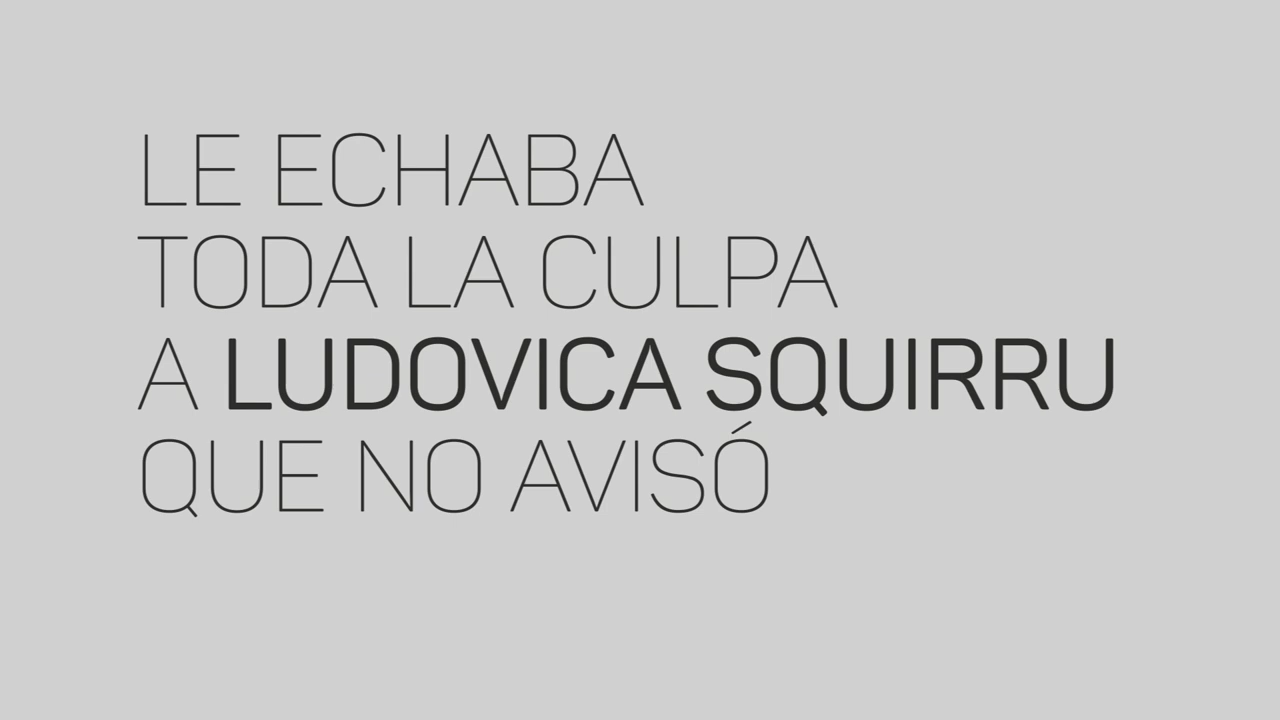 LE ECHABA
TODA LA CULPA
A LUDOVICA SQUIRRU
QUE NO AVISÓ